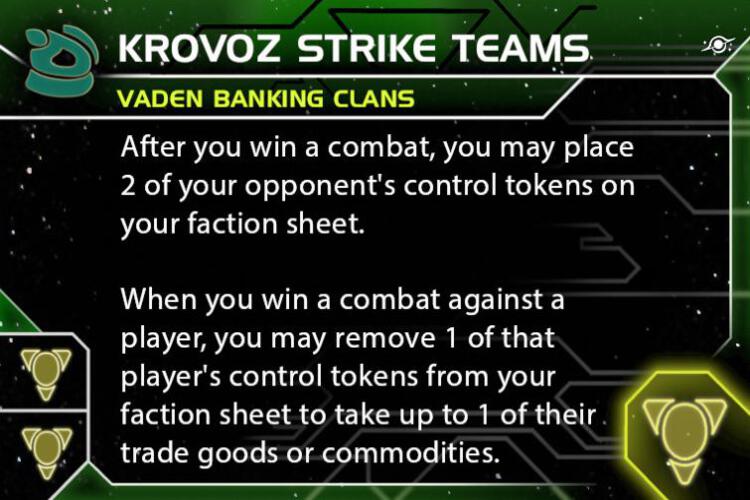 KROVOZ STRIKE TEAMS
VADEN BANKING CLANS
After you win a combat, you may place
2 of your opponent's control tokens on
your faction sheet.
When you win a combat against a
player, you may remove 1 of that
player's control tokens from your
faction sheet to take up to 1 of their
trade goods or commodities.